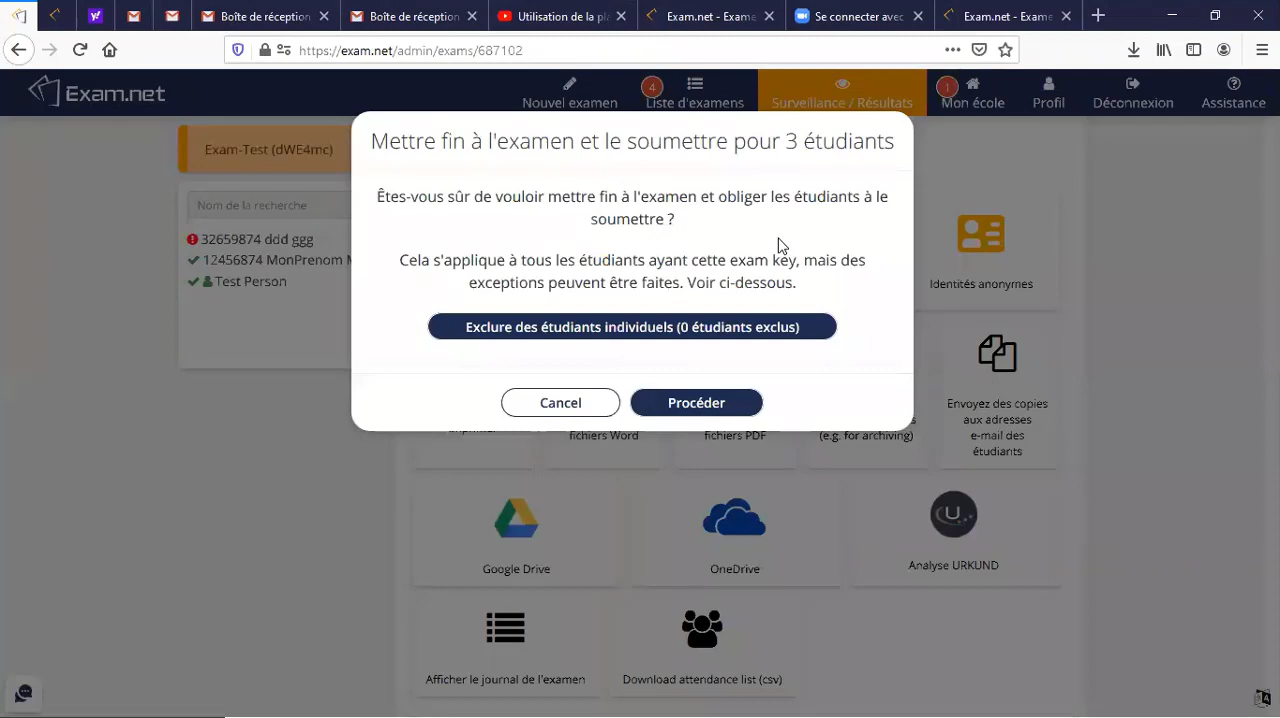 Boîte de réception
Boîte de réception
Utilisation de la pla
Exam.net - Exame
Se connecter avec
Exam.net - Exame
https://exam.net/admin/exams/687102
Exam.net
Nouvel examen
4
Liste d'examens
Surveillance / Résultats
1
Mon école
Profil
Déconnexion
Assistance
Exam-Test (dWE4mc)
Nom de la recherche
32659874 ddd ggg
12456874 MonPrenom M
Test Person
Mettre fin à l'examen et le soumettre pour 3 étudiants
Êtes-vous sûr de vouloir mettre fin à l'examen et obliger les étudiants à le
soumettre ?
Cela s'applique à tous les étudiants ayant cette exam key, mais des
exceptions peuvent être faites. Voir ci-dessous.
Exclure des étudiants individuels (0 étudiants exclus)
Cancel
Procéder
Identités anonymes
fichiers Word
fichiers PDF
(e.g. for archiving)
Envoyez des copies
aux adresses
e-mail des
étudiants
Google Drive
OneDrive
U
Analyse URKUND
Afficher le journal de l'examen
Download attendance list (csv)